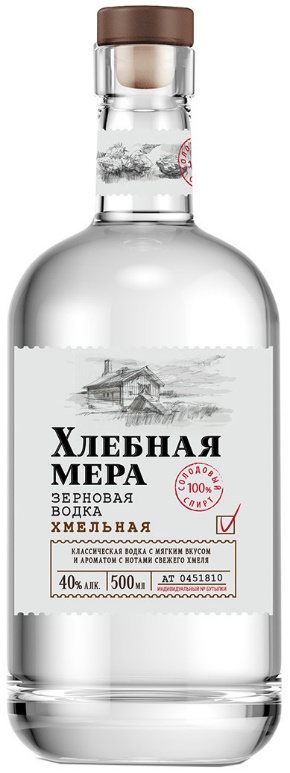 ХЛЕБНАЯ
МЕРА
ЗЕРНОВАЯ
ВОДКА
ХМЕЛЬНАЯ
СОЛОДОВЫЙ
100%
СПИРТ
КЛАССИЧЕСКАЯ ВОДКА С МЯГКИМ ВКУСОМ
И АРОМАТОМ С НОТАМИ СВЕЖЕГО ХМЕЛЯ
40% АЛК. 500 МЛ АТ 0451810
ИНДИВИДУАЛЬНЫЙ № БУТЫЛКИ